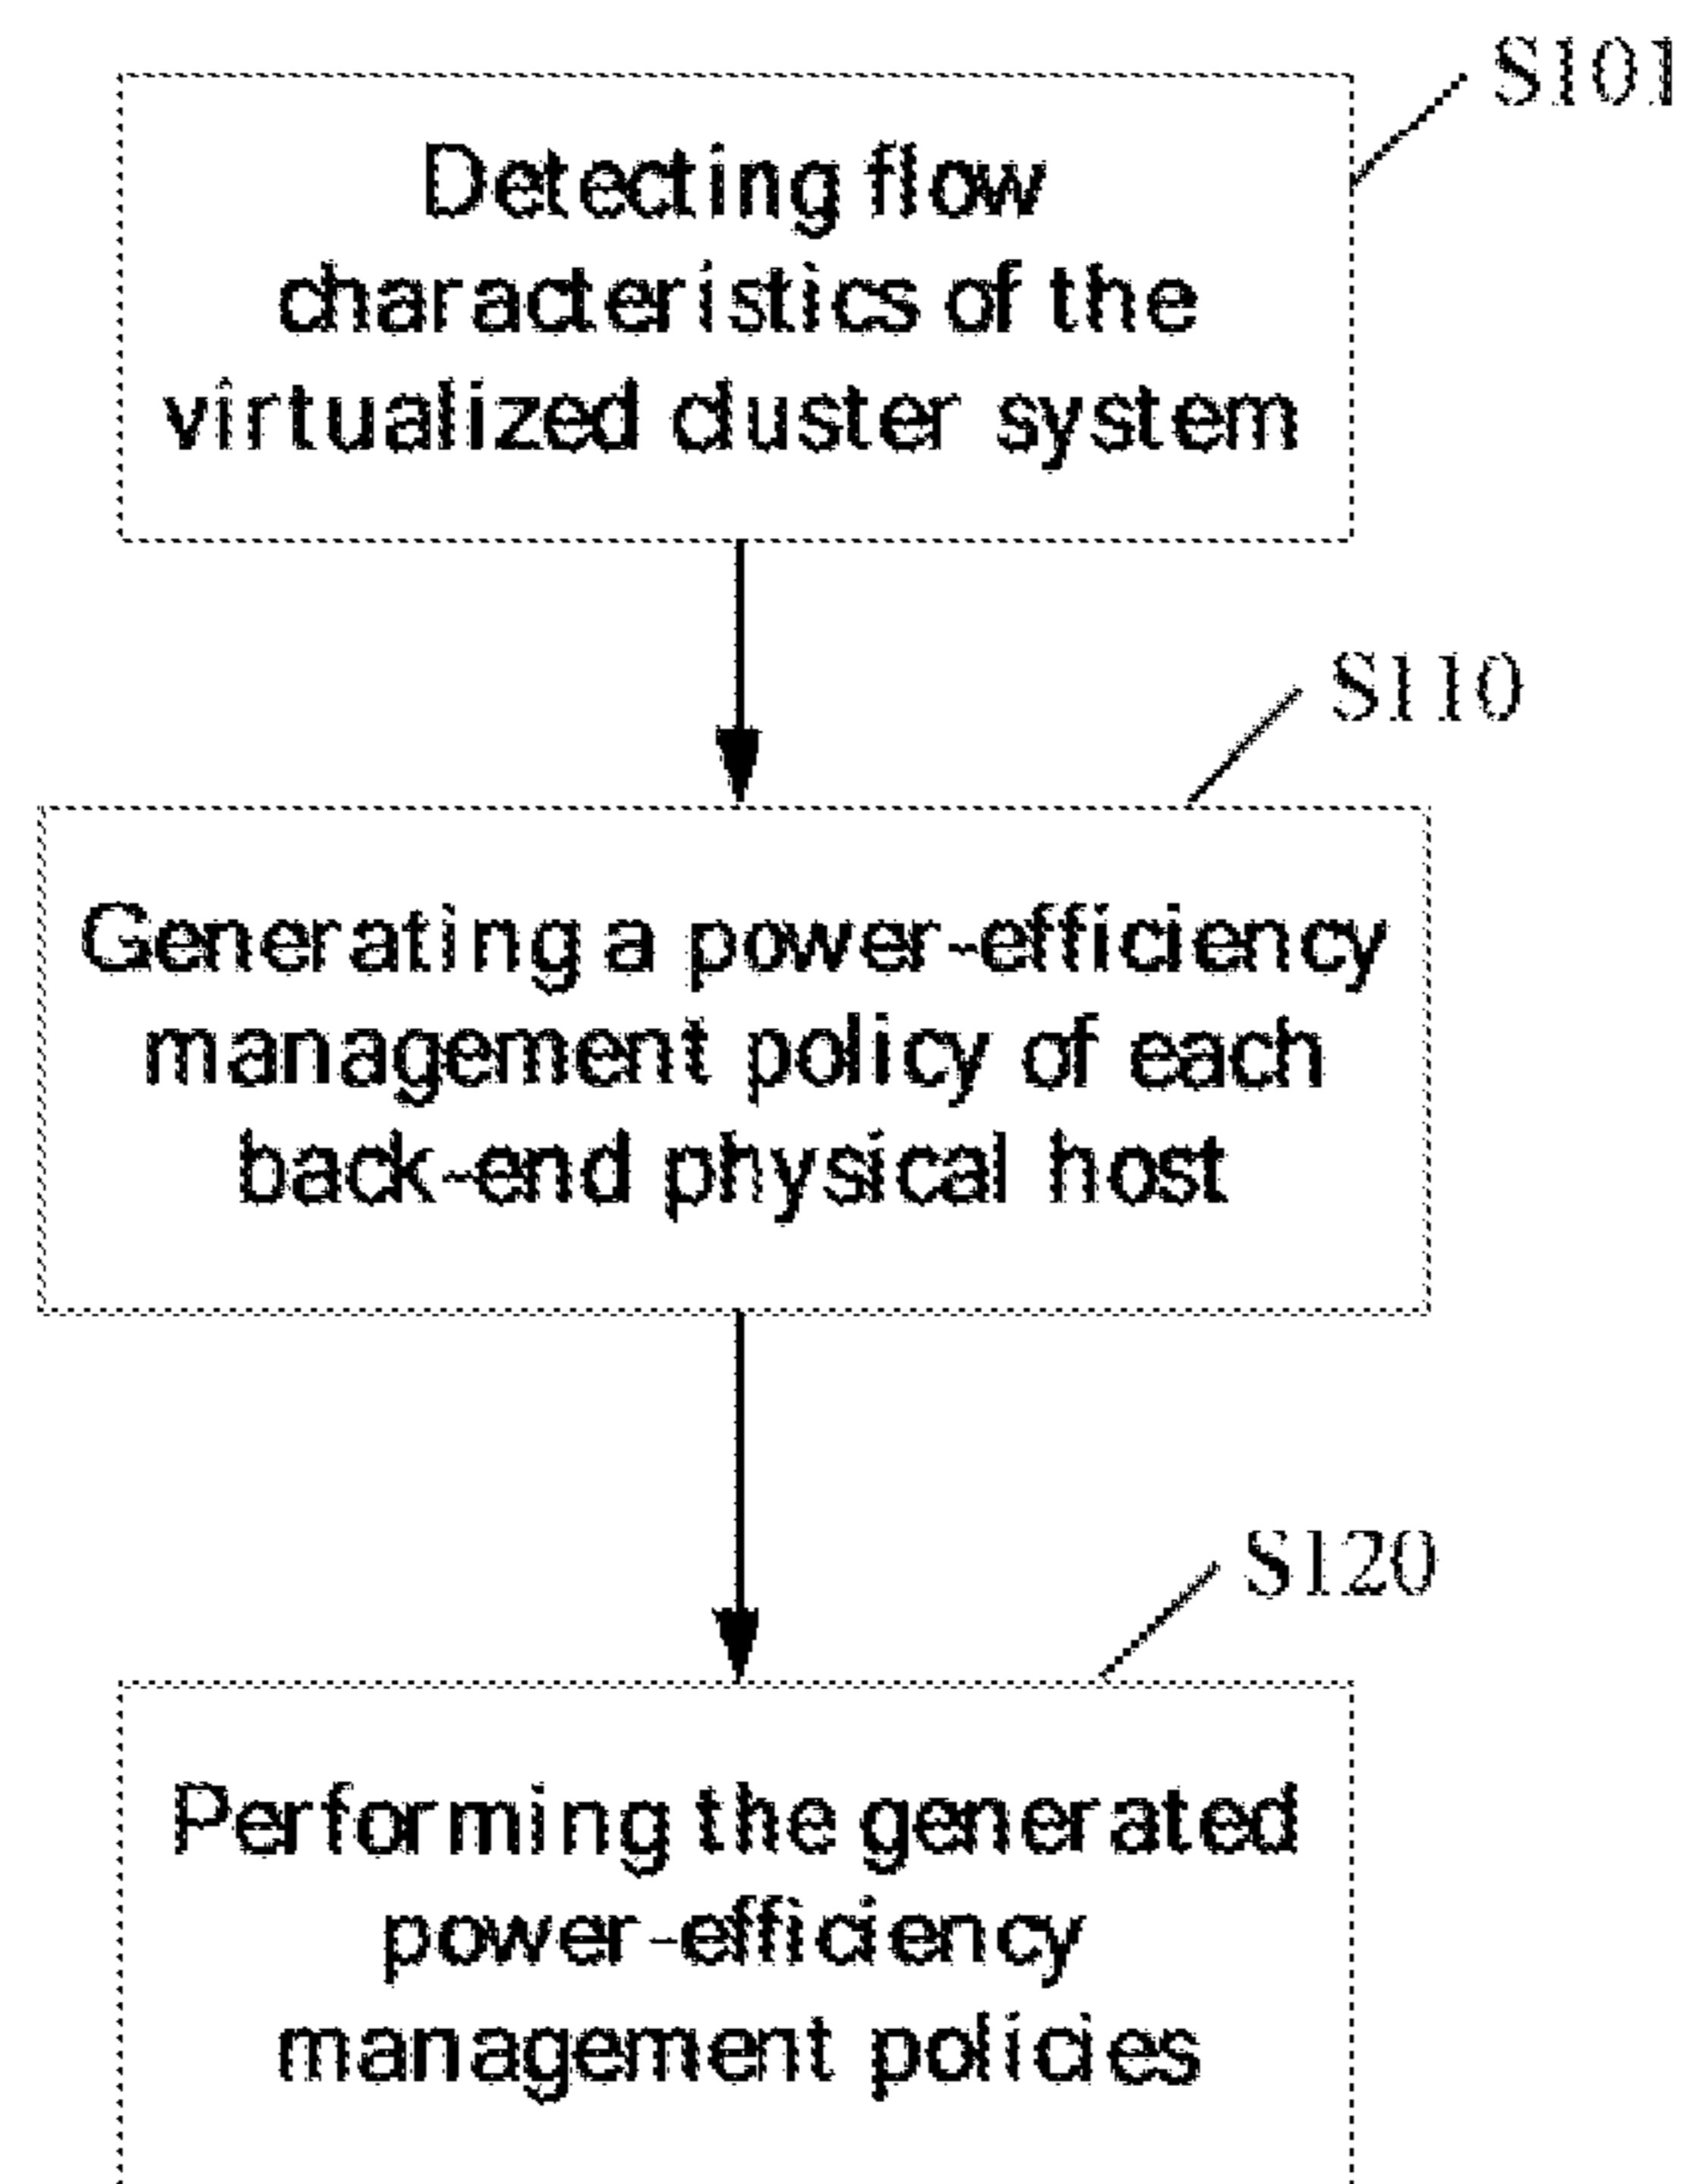 S101
Detecting flow
characteristics of the
virtualized cluster system
S110
Generating a power-efficiency
management policy of each
back-end physical host
S120
Performing the generated
power-efficiency
management policies